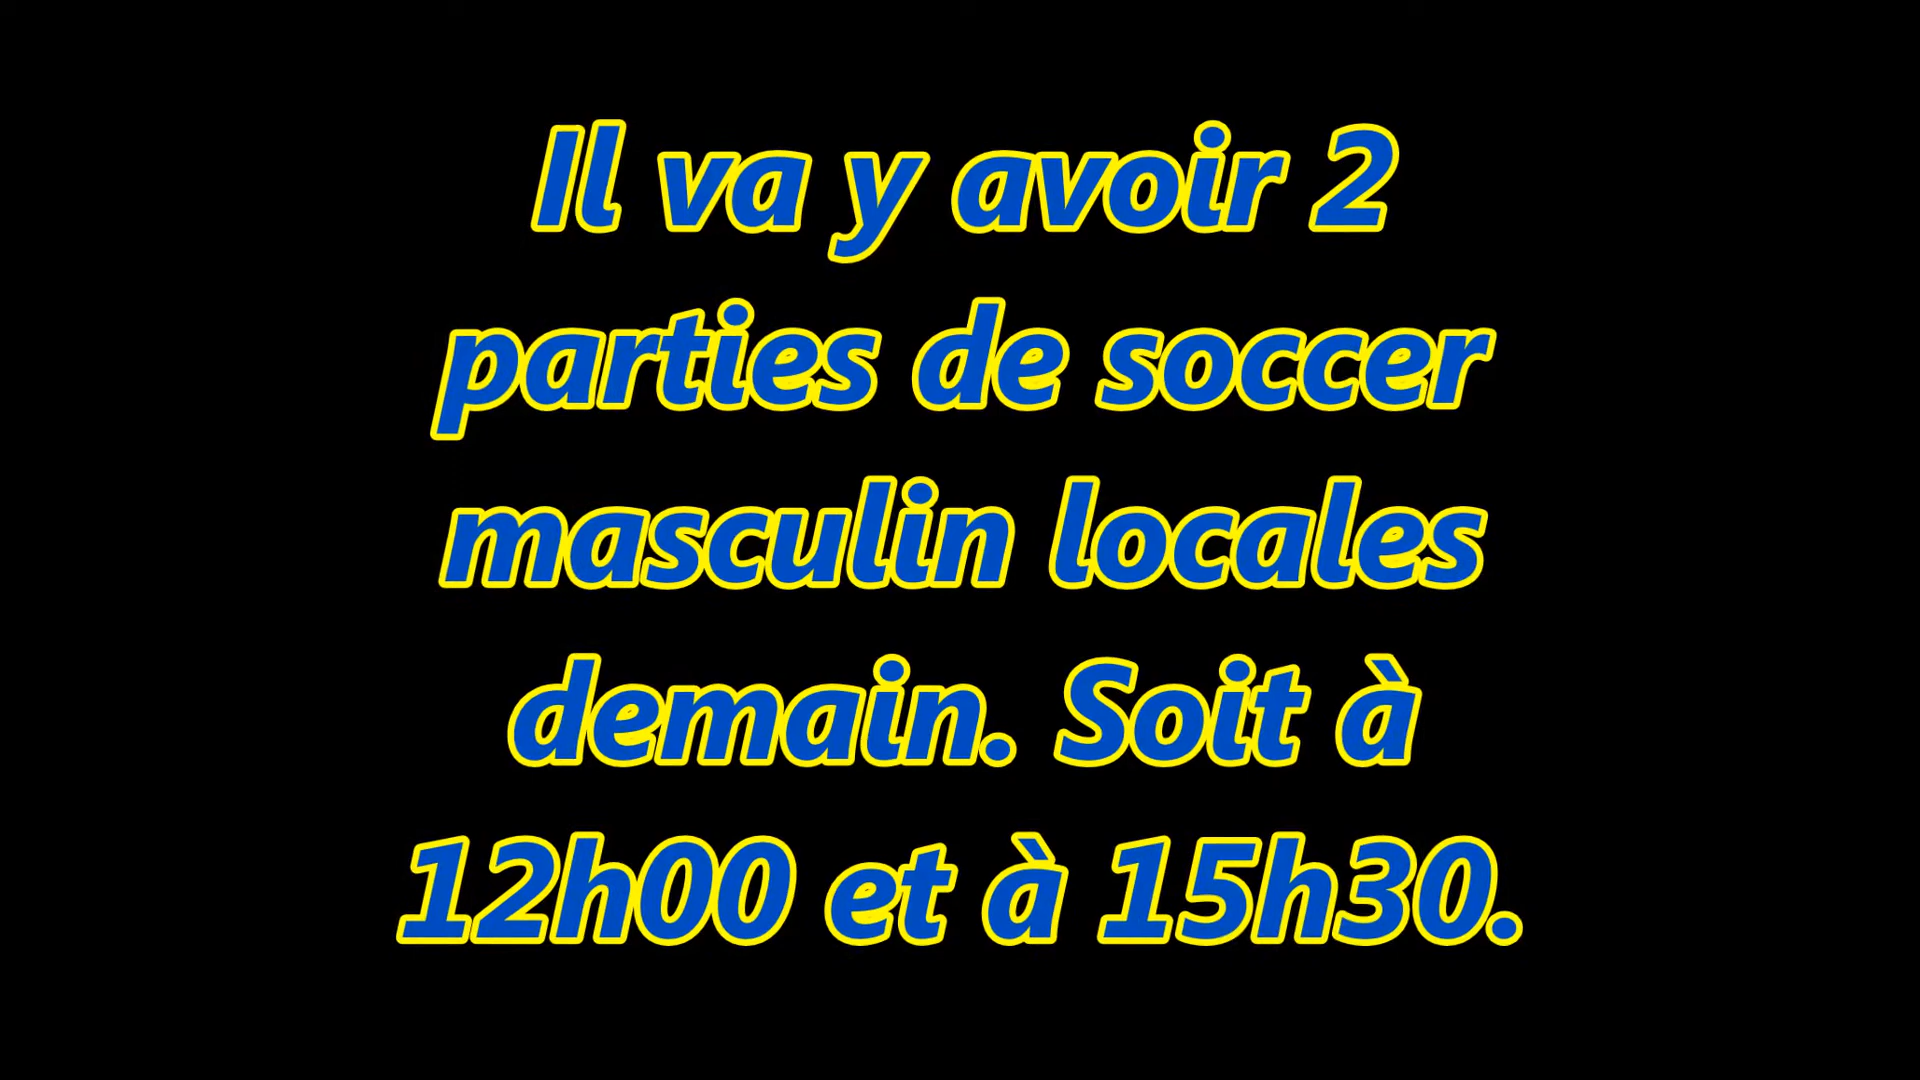 Il va y avoir 2
parties de soccer
masculin locales
demain. Soit à
12h00 et à 15h30.